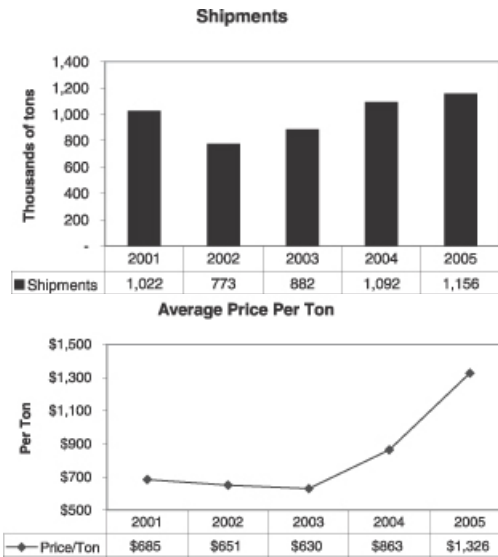 Shipments
Thousands of tons
1,400
1,200
1,000
800
600
400
200
-
2001 2002 2003 2004 2005
Shipments 1,022 773 882 1,092 1,156
Average Price Per Ton
Per Ton
$1,500
$1,300
$1,100
$900
$700
$500
2001 2002 2003 2004 2005
Price/Ton $685 $651 $630 $863 $1,326